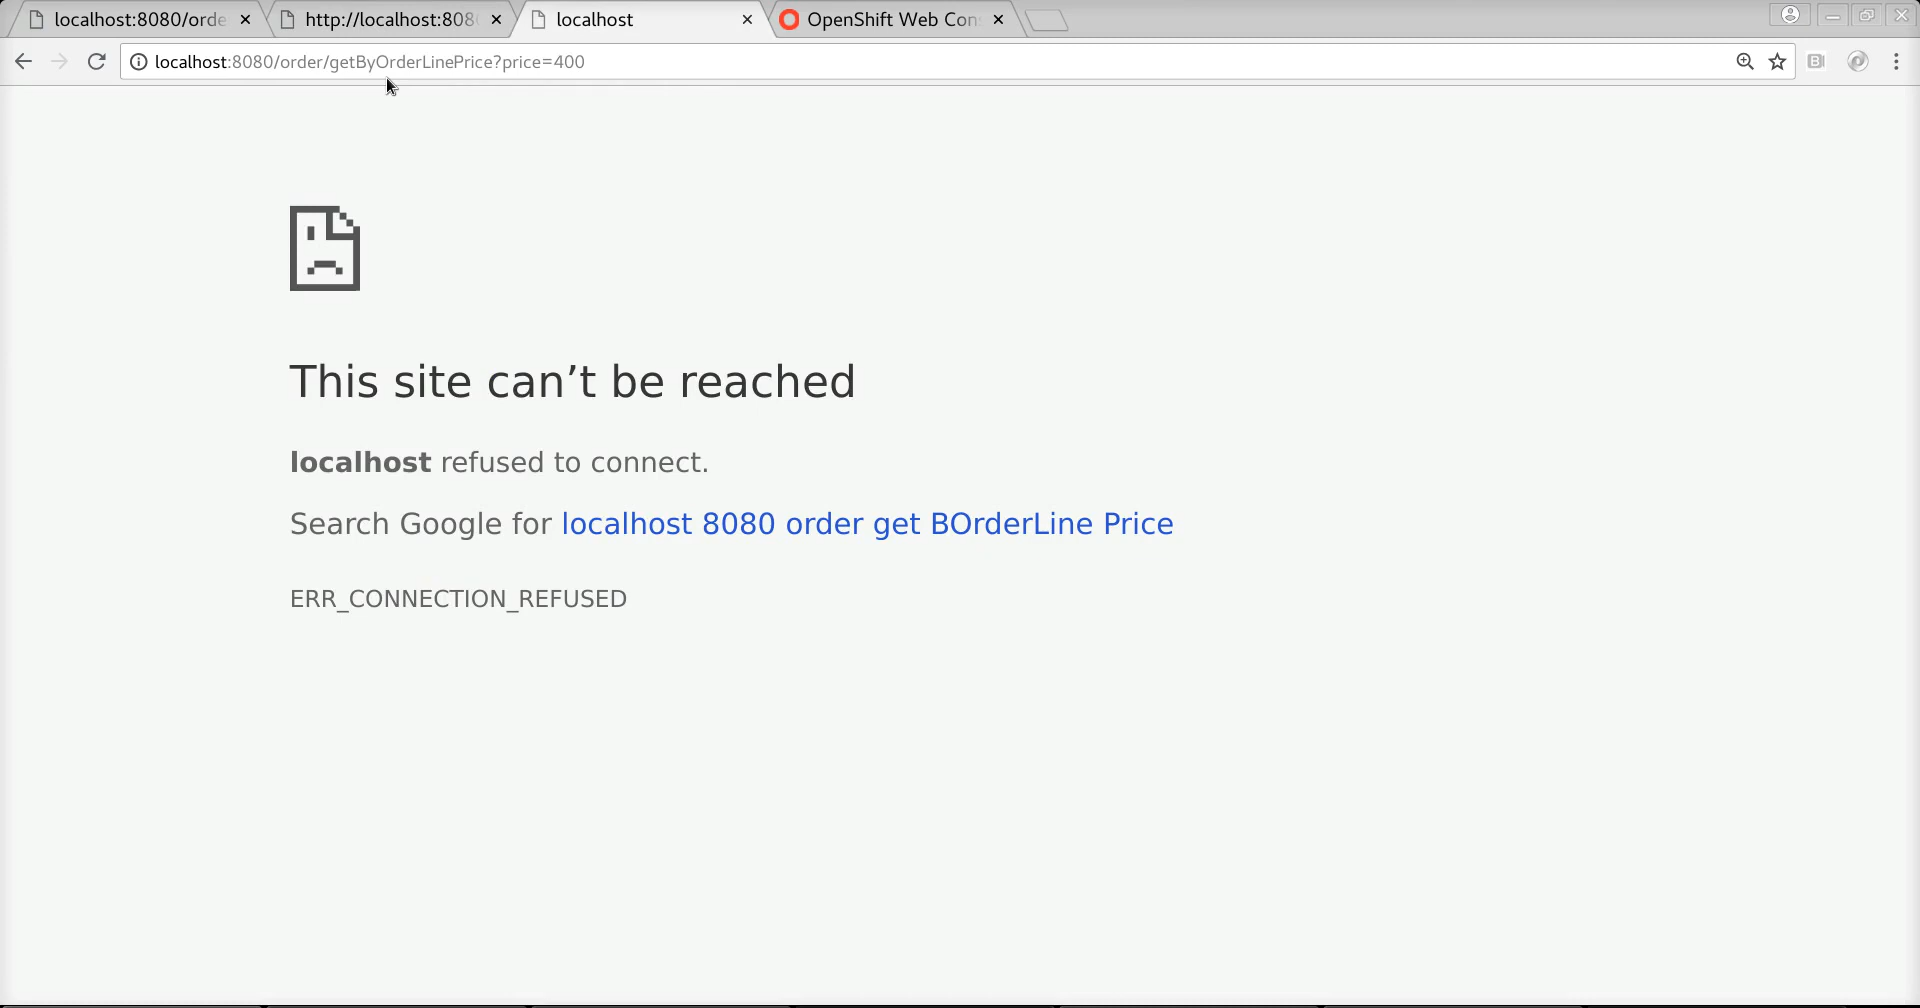 localhost:8080/orde
http://localhost:808
localhost
OpenShift Web Con
localhost:8080/order/getByOrderLinePrice?price=400
This site can’t be reached
localhost refused to connect.
Search Google for localhost 8080 order get BOrderLine Price
ERR_CONNECTION_REFUSED